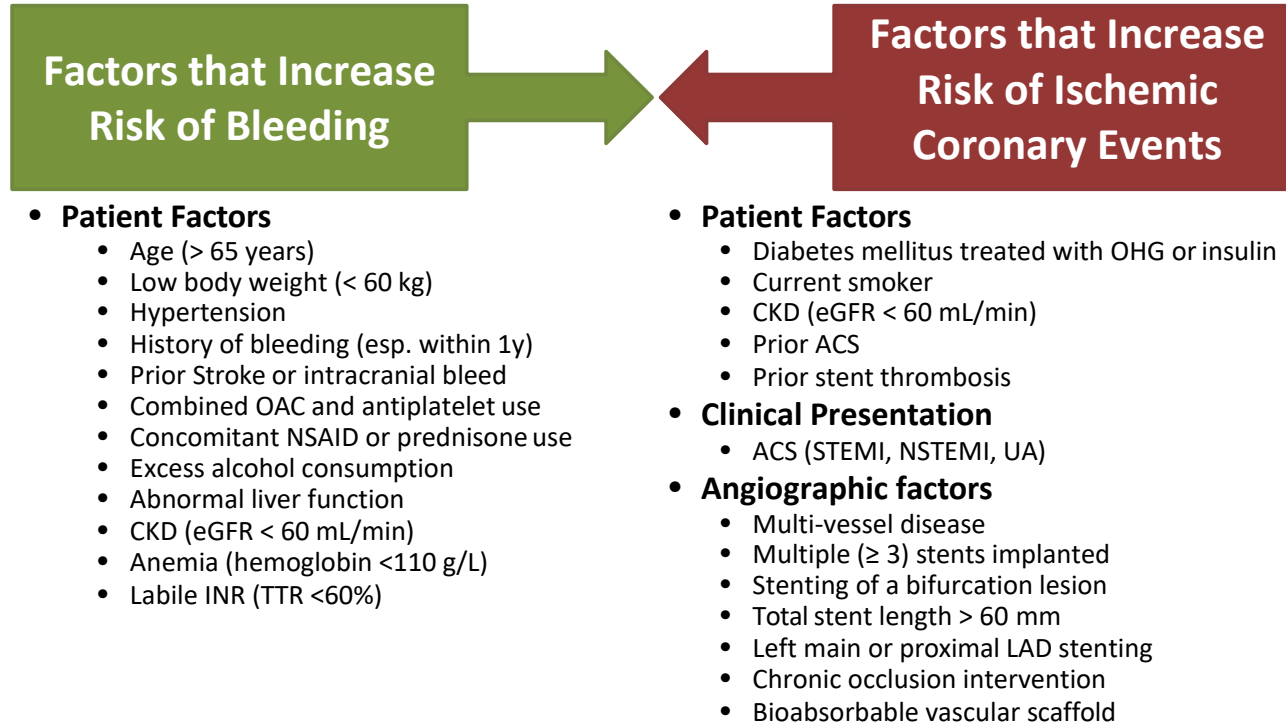 Factors that Increase
Risk of Bleeding
• Patient Factors
• Age (> 65 years)
• Low body weight (< 60 kg)
• Hypertension
• History of bleeding (esp. within 1y)
• Prior Stroke or intracranial bleed
• Combined OAC and antiplatelet use
• Concomitant NSAID or prednisone use
• Excess alcohol consumption
• Abnormal liver function
• CKD (eGFR < 60 mL/min)
• Anemia (hemoglobin <110 g/L)
• Labile INR (TTR <60%)
Factors that Increase
Risk of Ischemic
Coronary Events
• Patient Factors
• Diabetes mellitus treated with OHG or insulin
• Current smoker
• CKD (eGFR < 60 mL/min)
• Prior ACS
• Prior stent thrombosis
• Clinical Presentation
• ACS (STEMI, NSTEMI, UA)
• Angiographic factors
• Multi-vessel disease
• Multiple (≥ 3) stents implanted
• Stenting of a bifurcation lesion
• Total stent length > 60 mm
• Left main or proximal LAD stenting
• Chronic occlusion intervention
• Bioabsorbable vascular scaffold